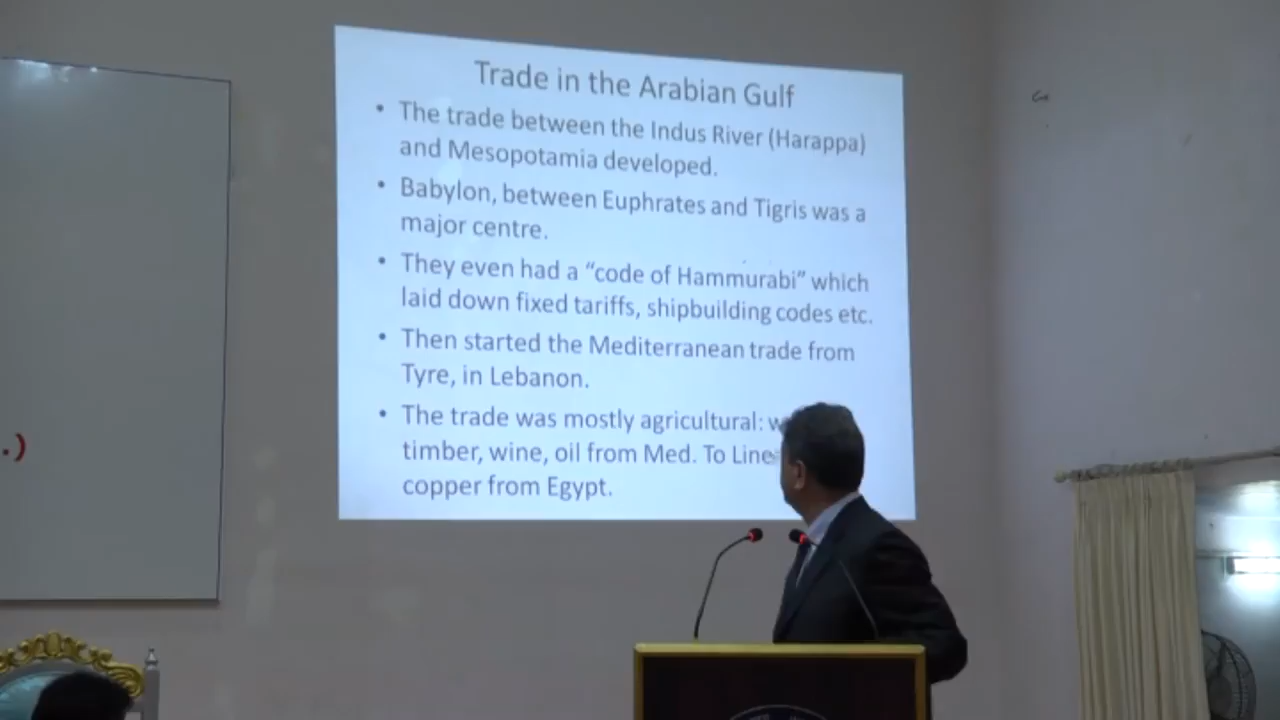 Trade in the Arabian Gulf
• The trade between the Indus River (Harappa)
and Mesopotamia developed.
• Babylon, between Euphrates and Tigris was a
major centre.
• They even had a “code of Hammurabi” which
laid down fixed tariffs, shipbuilding codes etc.
• Then started the Mediterranean trade from
Tyre, in Lebanon.
• The trade was mostly agricultural:
timber, wine, oil from Med. To
copper from Egypt.
.)